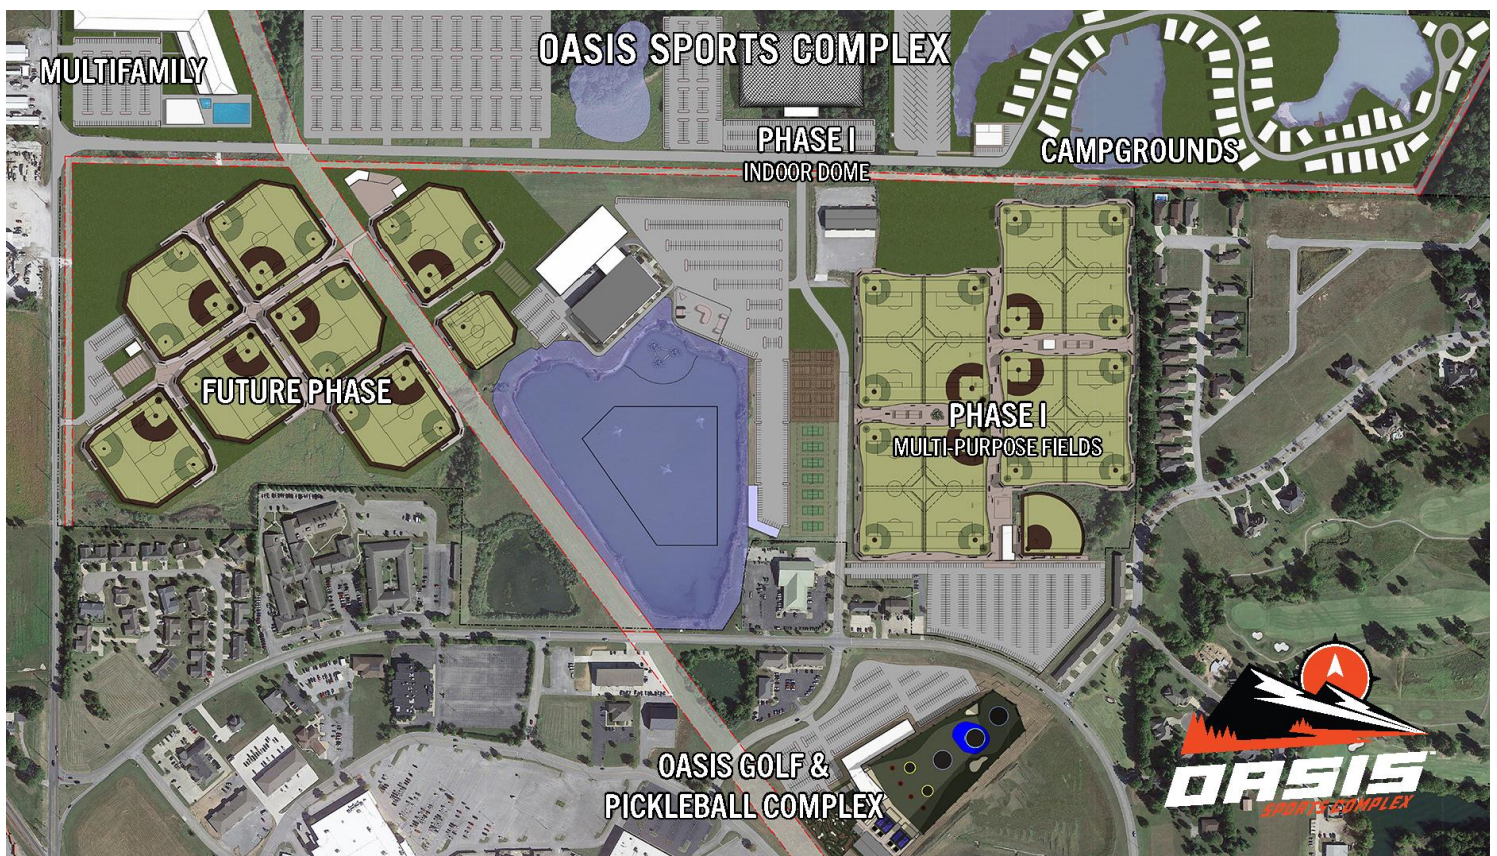 OASIS SPORTS COMPLEX
MULTIFAMILY
PHASE I
INDOOR DOME
CAMPGROUNDS
FUTURE PHASE
PHASE I
MULTI-PURPOSE FIELDS
OASIS GOLF &
PICKLEBALL COMPLEX
OASIS
SPORTS COMPLEX